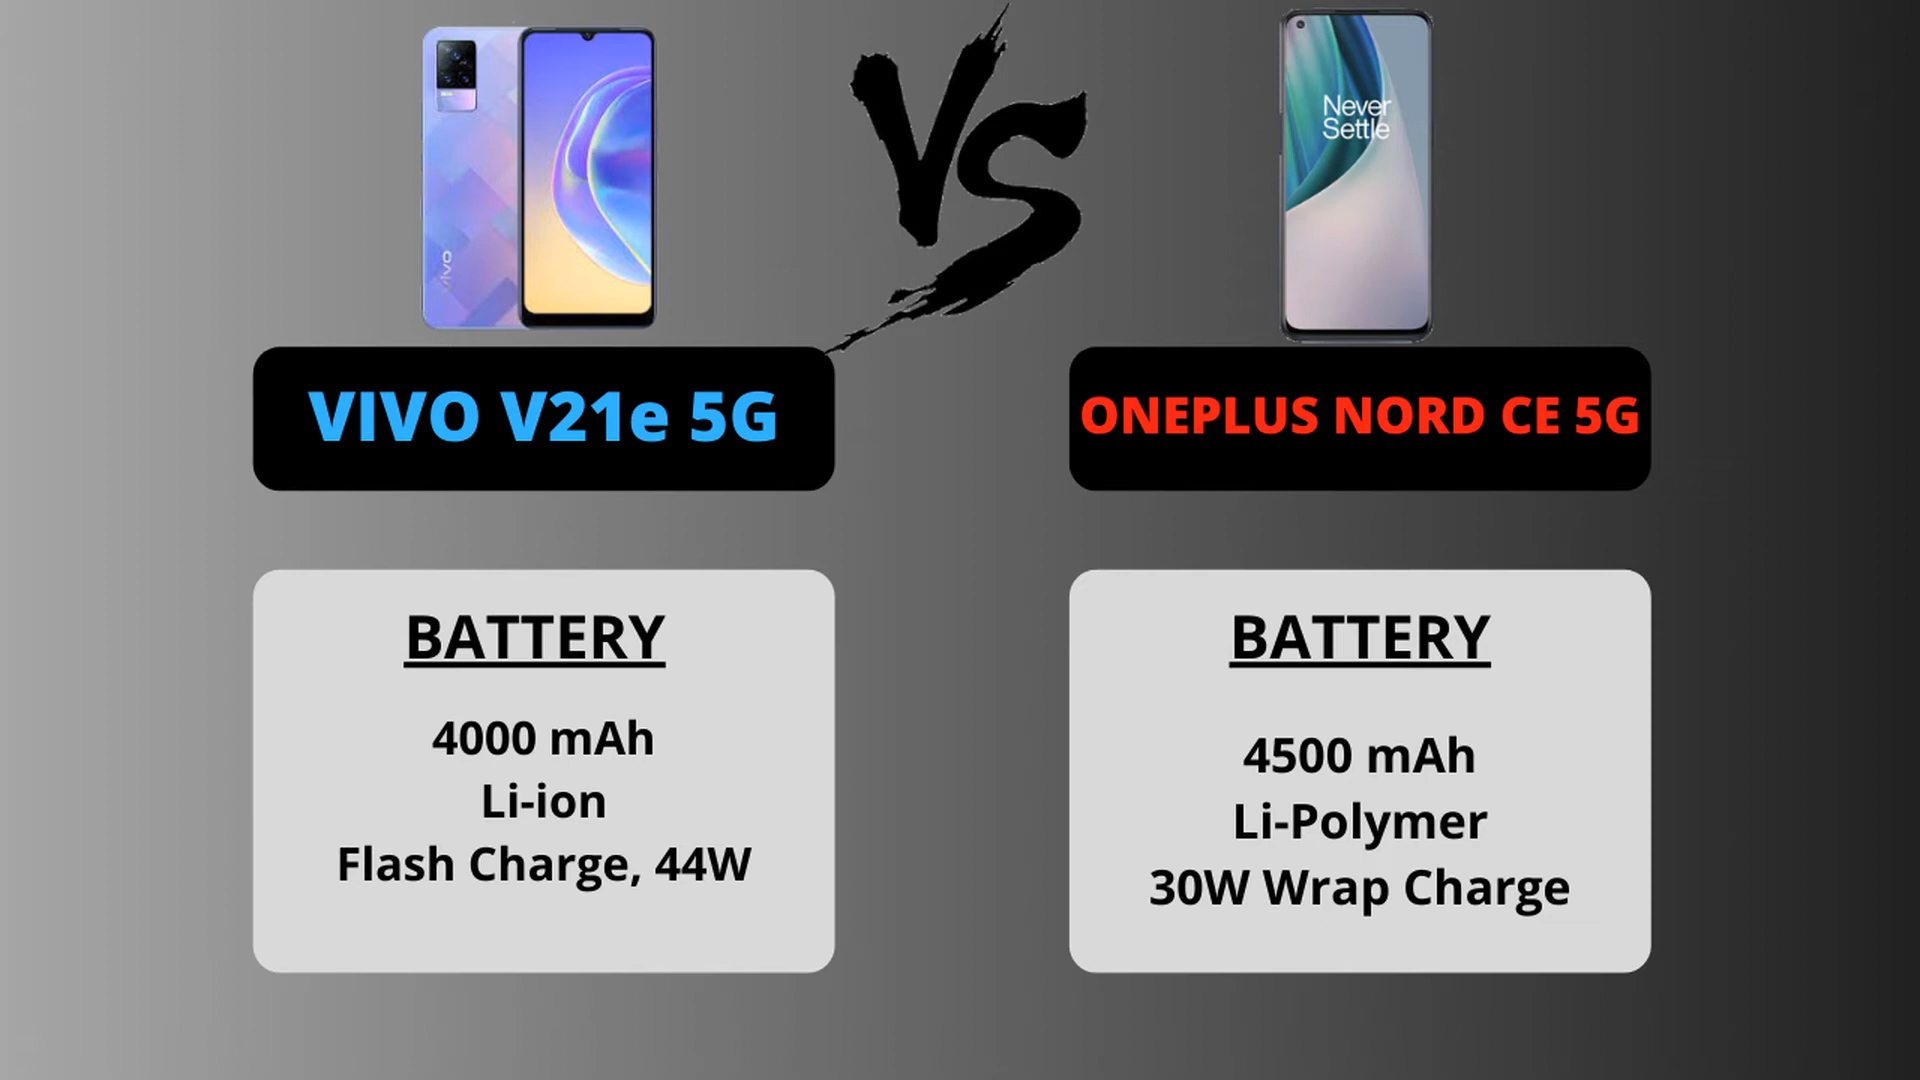 vivo
VS
Never
Settle
VIVO V21e 5G
ONEPLUS NORD CE 5G
BATTERY
4000 mAh
Li-ion
Flash Charge, 44W
BATTERY
4500 mAh
Li-Polymer
30W Wrap Charge